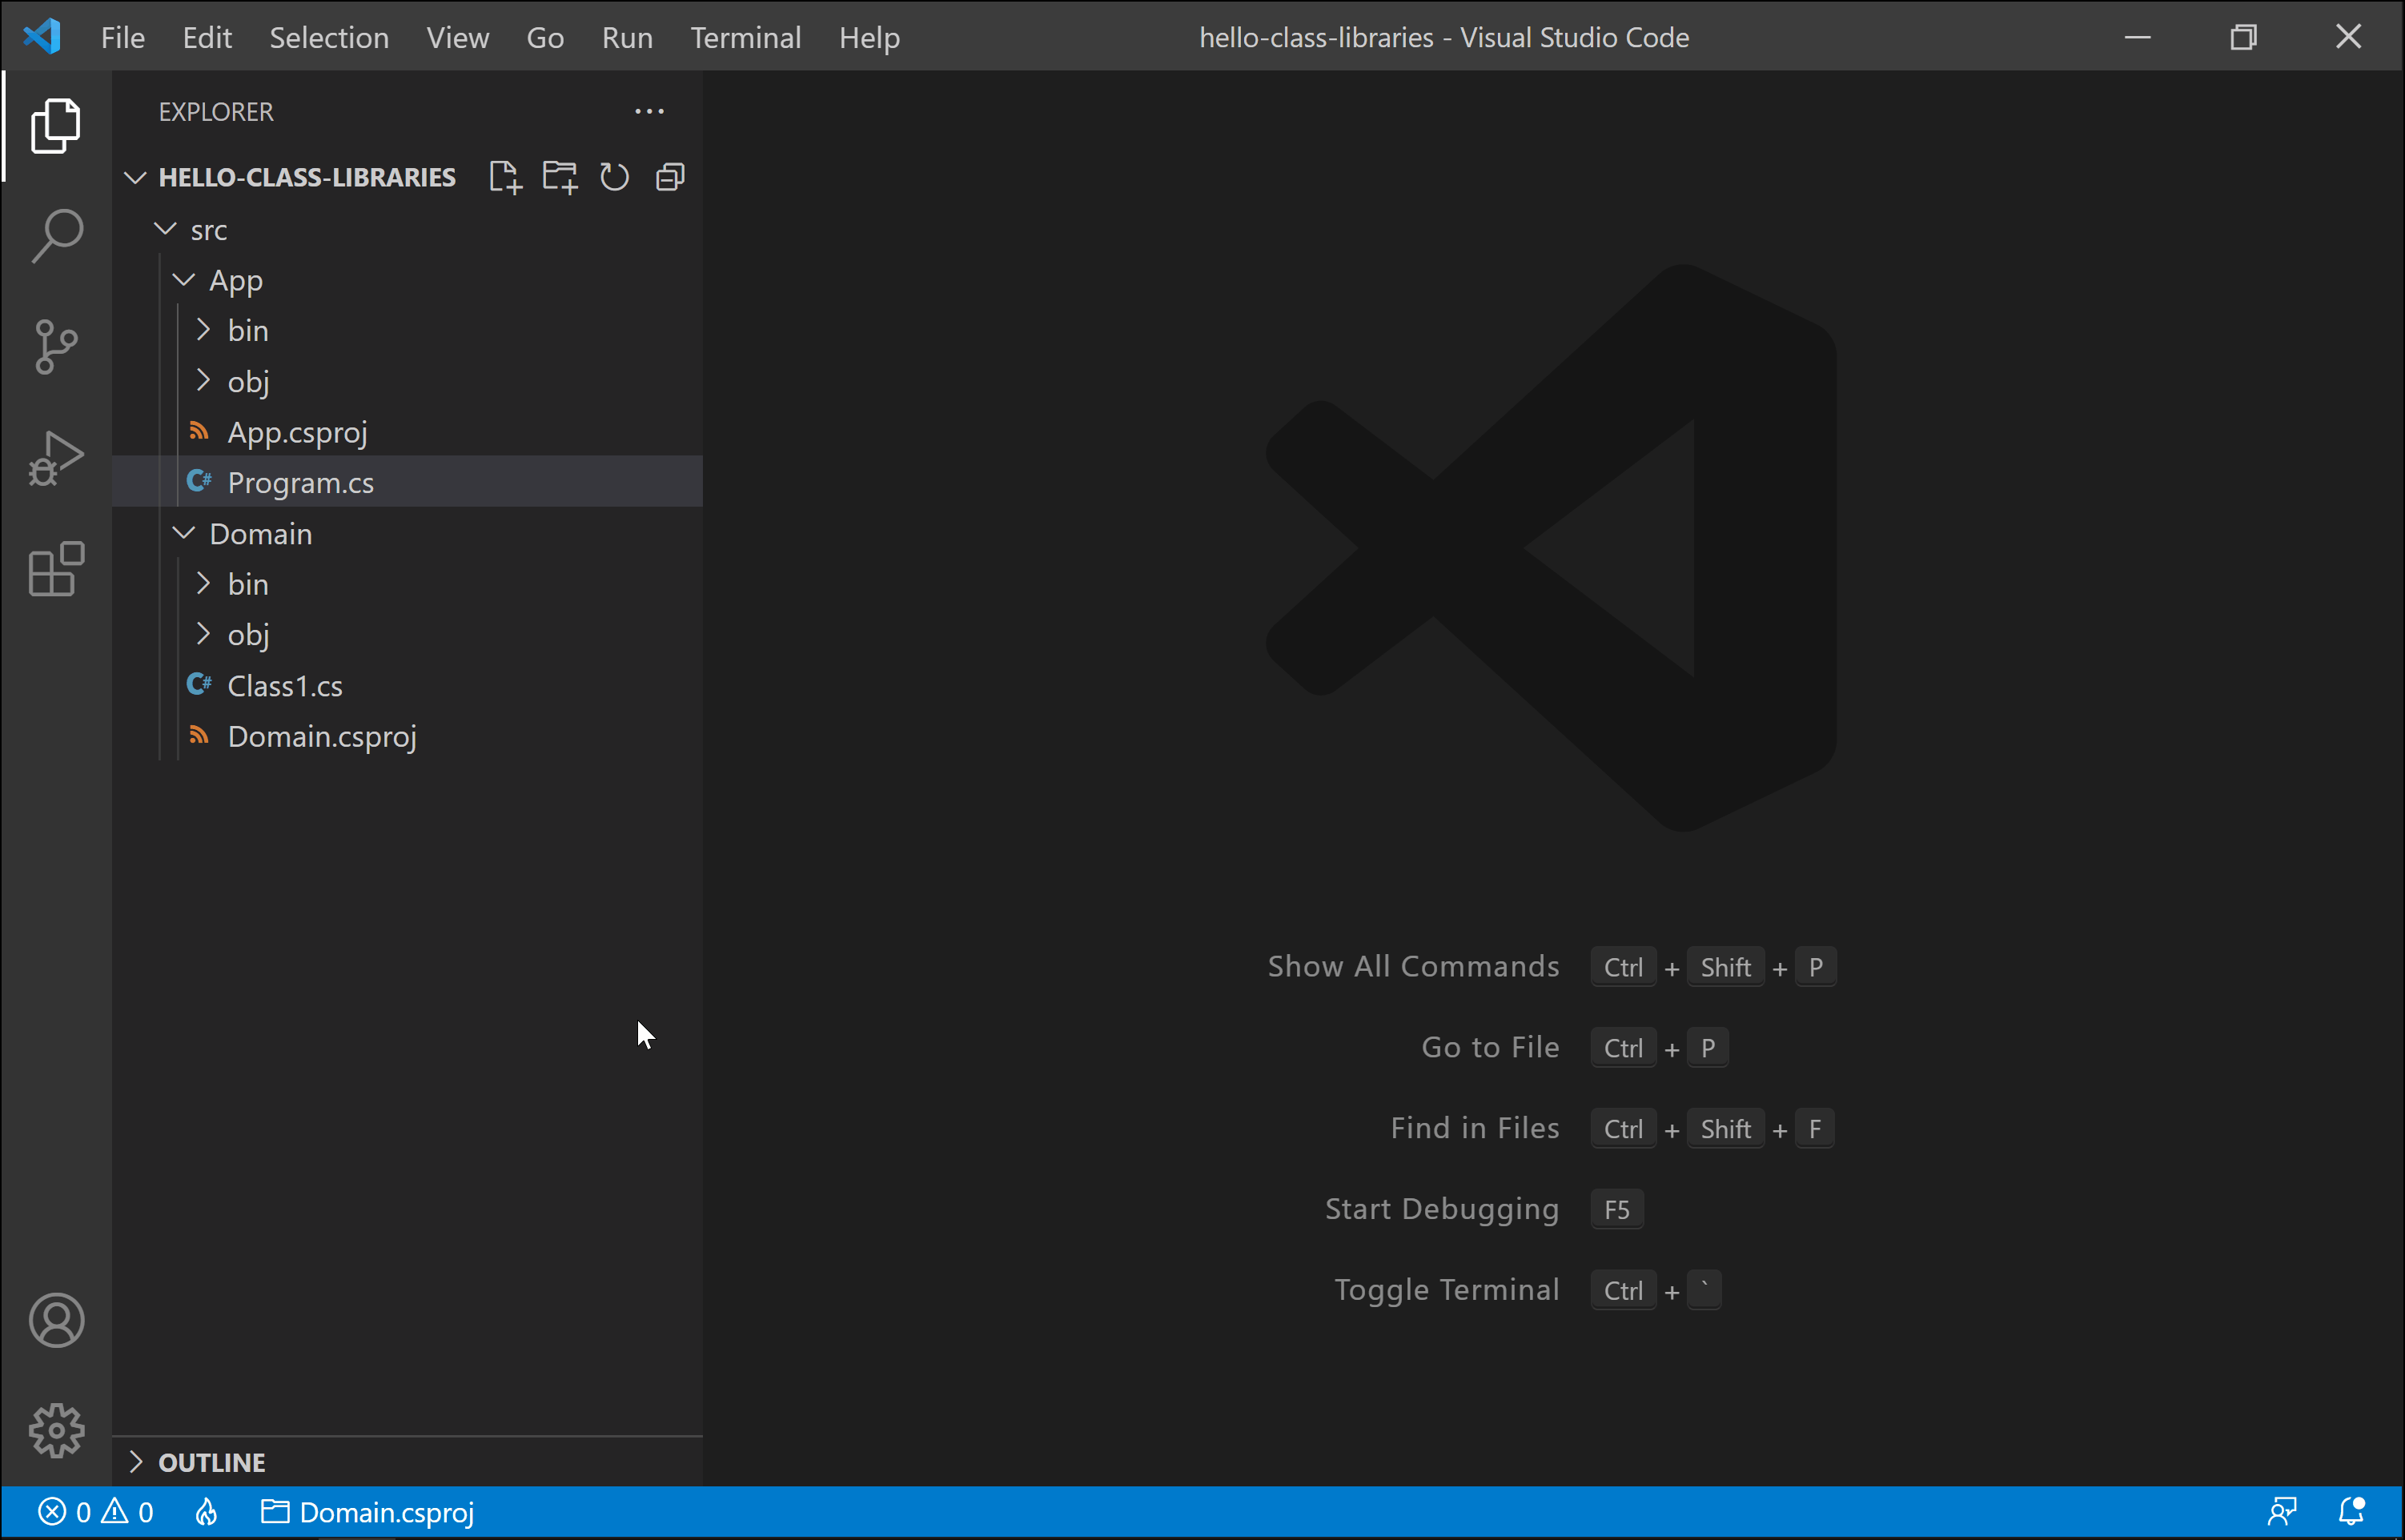 File Edit Selection View Go Run Terminal Help hello-class-libraries - Visual Studio Code
EXPLORER
HELLO-CLASS-LIBRARIES
src
App
bin
obj
App.csproj
C# Program.cs
Domain
bin
obj
C# Class1.cs
Domain.csproj
Show All Commands Ctrl + Shift + P
Go to File Ctrl + P
Find in Files Ctrl + Shift + F
Start Debugging F5
Toggle Terminal Ctrl + `
OUTLINE
0 0 Domain.csproj